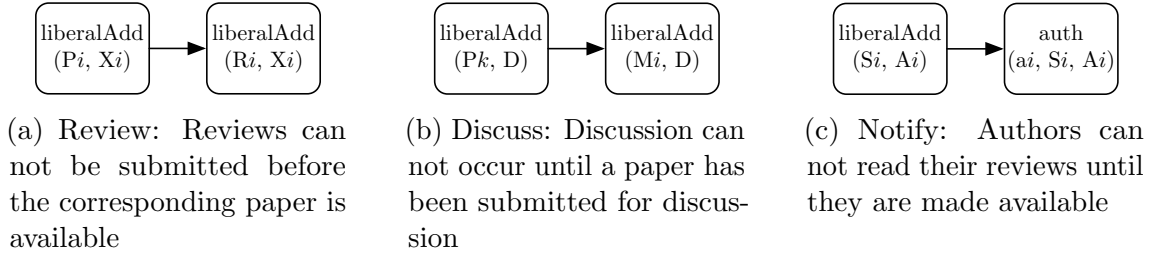 liberalAdd
(Pi, Xi)
liberalAdd
(Ri, Xi)
(a) Review: Reviews can
not be submitted before
the corresponding paper is
available
liberalAdd
(Pk, D)
liberalAdd
(Mi, D)
(b) Discuss: Discussion can
not occur until a paper has
been submitted for discus-
sion
liberalAdd
(Si, Ai)
auth
(ai, Si, Ai)
(c) Notify: Authors can
not read their reviews until
they are made available